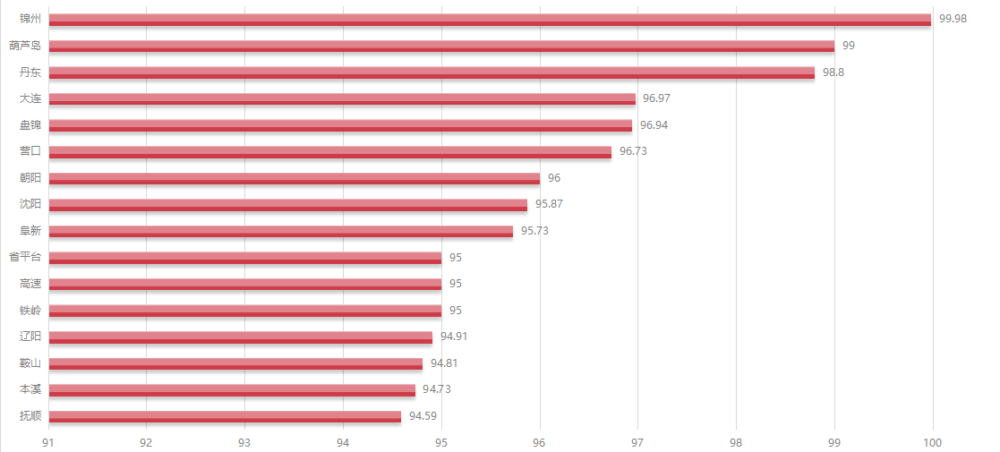 锦州 99.98
葫芦岛 99
丹东 98.8
大连 96.97
盘锦 96.94
营口 96.73
朝阳 96
沈阳 95.87
阜新 95.73
省平台 95
高速 95
铁岭 95
辽阳 94.91
鞍山 94.81
本溪 94.73
抚顺 94.59
91 92 93 94 95 96 97 98 99 100